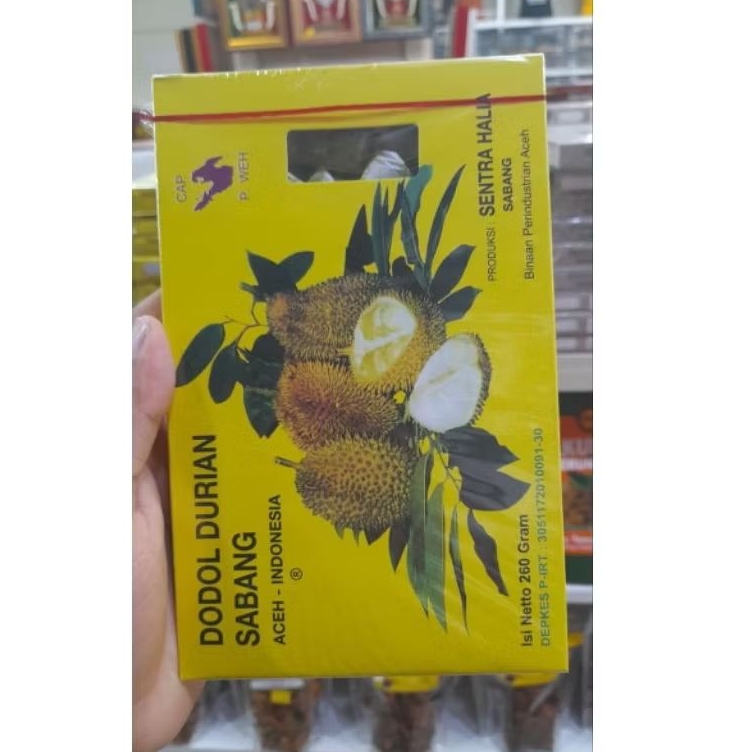 CAP.
P. WEH
PRODUKSI : SENTRA HALIA
SABANG
Binaan Perindustrian Aceh
DODOL DURIAN
SABANG
ACEH - INDONESIA
®
Isi Netto 260 Gram
DEPKES P-IRT : 3051172010091-30